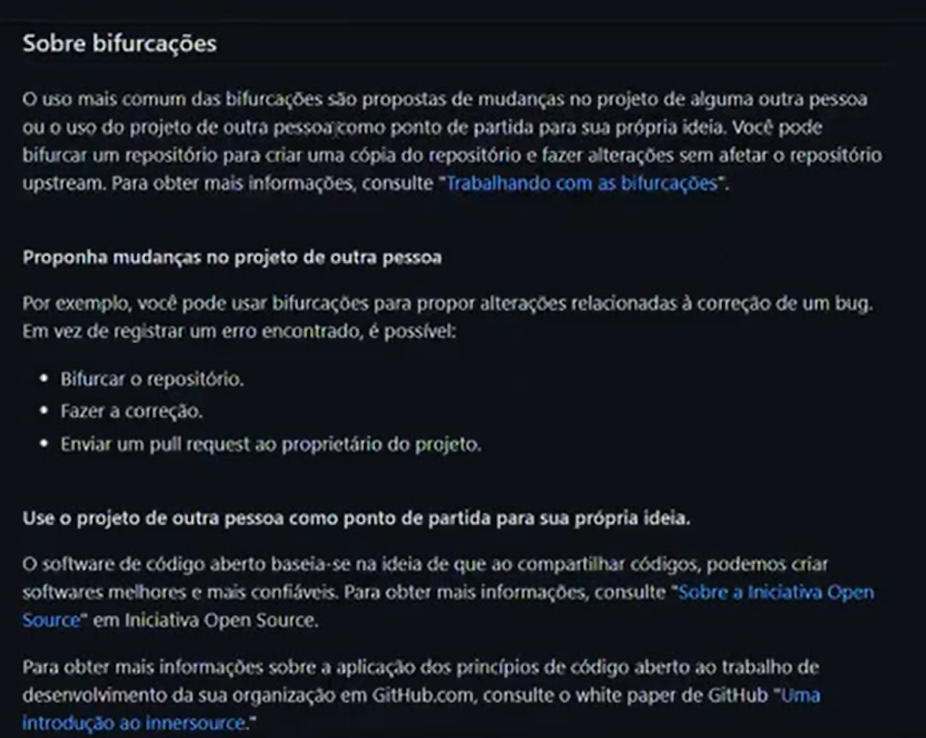 Sobre bifurcações
O uso mais comum das bifurcações são propostas de mudanças no projeto de alguma outra pessoa
ou o uso do projeto de outra pessoa como ponto de partida para sua própria ideia. Você pode
bifurcar um repositório para criar uma cópia do repositório e fazer alterações sem afetar o repositório
upstream. Para obter mais informações, consulte "Trabalhando com as bifurcações".
Proponha mudanças no projeto de outra pessoa
Por exemplo, você pode usar bifurcações para propor alterações relacionadas à correção de um bug.
Em vez de registrar um erro encontrado, é possível:
• Bifurcar o repositório.
• Fazer a correção.
• Enviar um pull request ao proprietário do projeto.
Use o projeto de outra pessoa como ponto de partida para sua própria ideia.
O software de código aberto baseia-se na ideia de que ao compartilhar códigos, podemos criar
softwares melhores e mais confiáveis. Para obter mais informações, consulte "Sobre a Iniciativa Open
Source" em Iniciativa Open Source.
Para obter mais informações sobre a aplicação dos princípios de código aberto ao trabalho de
desenvolvimento da sua organização em GitHub.com, consulte o white paper de GitHub "Uma
introdução ao innersource."